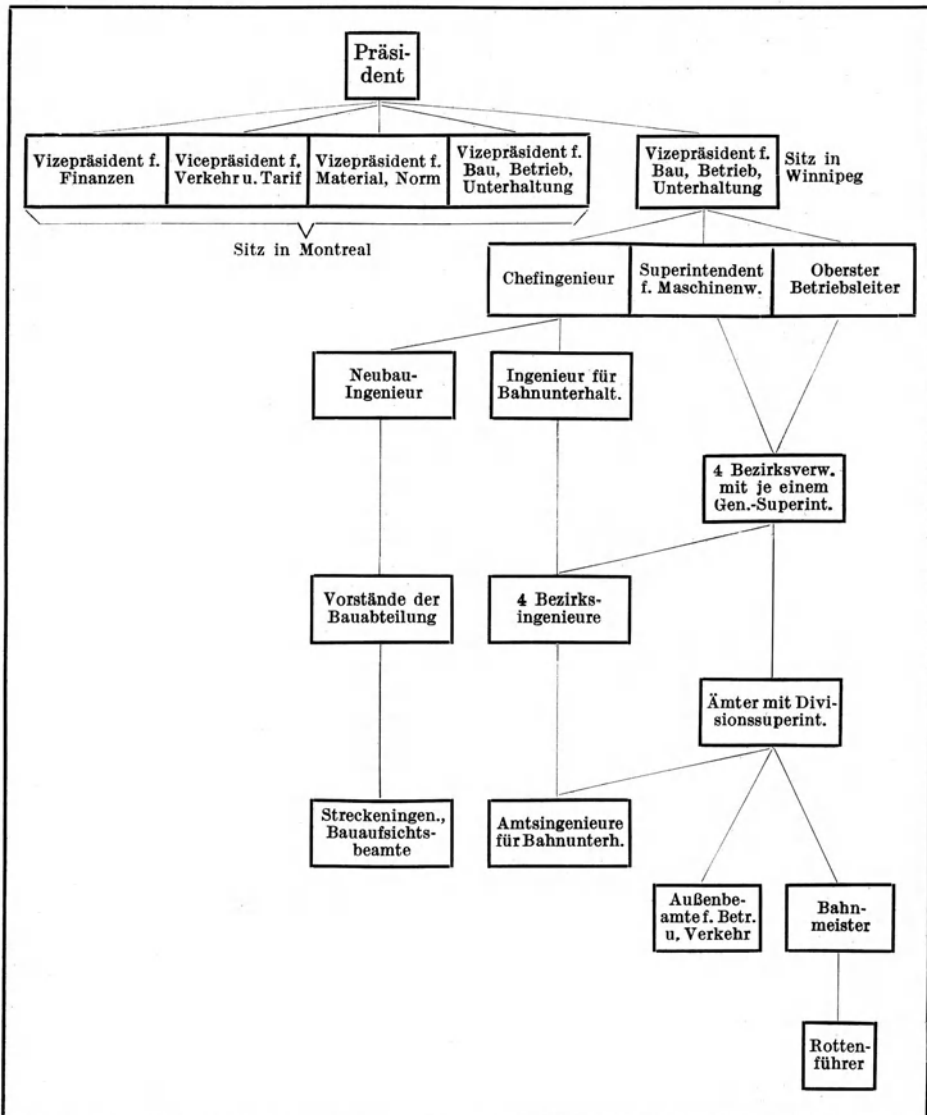 Präsi-
dent
Vizepräsident f.
Finanzen
Vicepräsident f.
Verkehr u. Tarif
Vizepräsident f.
Material, Norm
Vizepräsident f.
Bau, Betrieb,
Unterhaltung
Vizepräsident f.
Bau, Betrieb,
Unterhaltung
Sitz in
Winnipeg
Sitz in Montreal
Chefingenieur
Superintendent
f. Maschinenw.
Oberster
Betriebsleiter
Neubau-
Ingenieur
Ingenieur für
Bahnunterhalt.
4 Bezirksverw.
mit je einem
Gen.-Superint.
Vorstände der
Bauabteilung
4 Bezirks-
ingenieure
Ämter mit Divi-
sionssuperint.
Streckeningen.,
Bauaufsichts-
beamte
Amtsingenieure
für Bahnunterh.
Außenbe-
amte f. Betr.
u, Verkehr
Bahn-
meister
Rotten-
führer